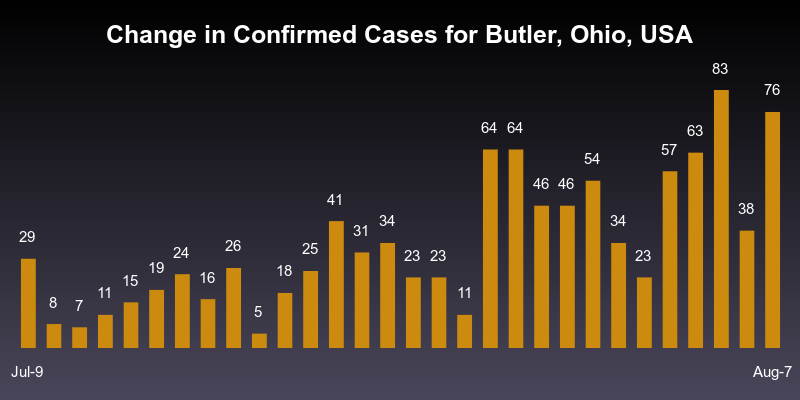 Change in Confirmed Cases for Butler, Ohio, USA
29 8 7 11 15 19 24 16 26 5 18 25 41 31 34 23 23 11 64 64 46 46 54 34 23 57 63 83 38 76
Jul-9 Aug-7